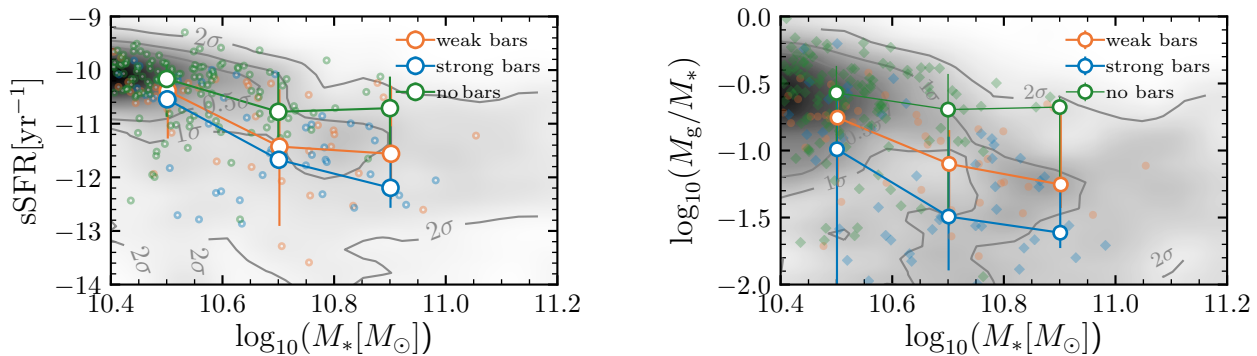 −9
−10
−11
−12
−13
−14
sSFR[yr⁻¹]
2σ
0.5σ
1σ
2σ
2σ
2σ
weak bars
strong bars
no bars
10.4 10.6 10.8 11.0 11.2
log₁₀(M∗[M⊙])
0.0
−0.5
−1.0
−1.5
−2.0
log₁₀(M_g/M∗)
1σ
2σ
1σ
2σ
weak bars
strong bars
no bars
10.4 10.6 10.8 11.0 11.2
log₁₀(M∗[M⊙])